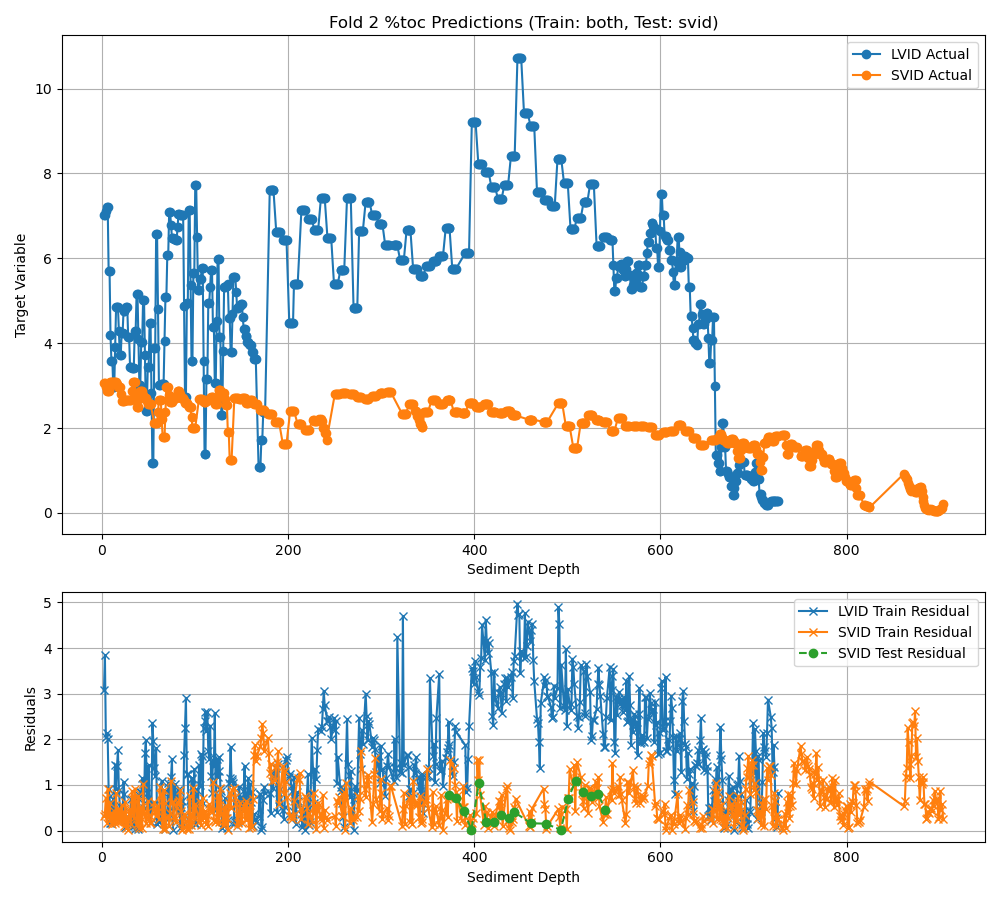 Fold 2 %toc Predictions (Train: both, Test: svid)
LVID Actual
SVID Actual
Target Variable
10
8
6
4
2
0
0 200 400 600 800
Sediment Depth
LVID Train Residual
SVID Train Residual
SVID Test Residual
Residuals
5
4
3
2
1
0
0 200 400 600 800
Sediment Depth